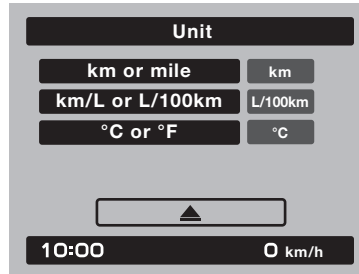 Unit
km or mile km
km/L or L/100km L/100km
°C or °F °C
10:00 0 km/h